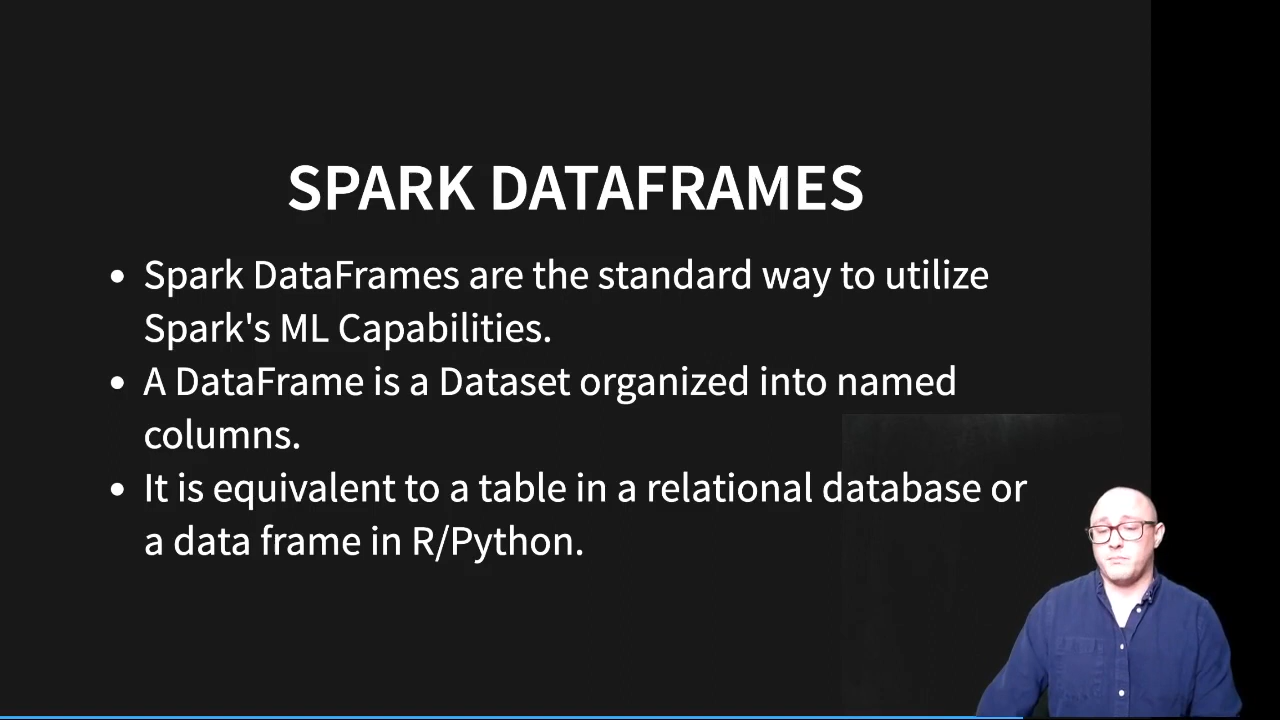 SPARK DATAFRAMES
• Spark DataFrames are the standard way to utilize
Spark's ML Capabilities.
• A DataFrame is a Dataset organized into named
columns.
• It is equivalent to a table in a relational database or
a data frame in R/Python.